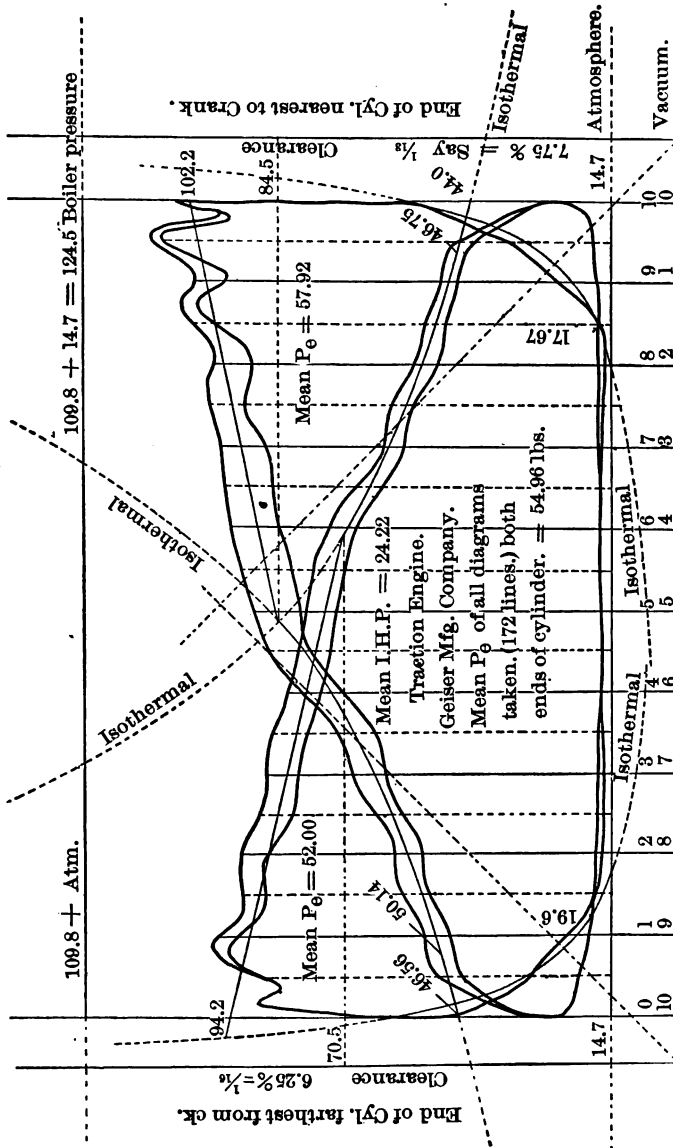 109.8 + Atm.
109.8 + 14.7 = 124.5 Boiler pressure
Isothermal
Isothermal
94.2
102.2
84.5
70.5
Mean Pe = 52.00
Mean Pe = 57.92
50.14
46.56
46.75
44.0
Isothermal
Mean I.H.P. = 24.22
Traction Engine.
Geiser Mfg. Company.
Mean Pe of all diagrams
taken. (172 lines.) both
ends of cylinder. = 54.96 lbs.
19.6
17.67
Isothermal
Isothermal
14.7
14.7
Atmosphere.
Vacuum.
0 1 2 3 4 5 6 7 8 9 10
10 9 8 7 6 5 4 3 2 1 0
End of Cyl. farthest from ck.
Clearance
6.25% = 1/16
End of Cyl. nearest to Crank.
Clearance
7.75% = Say 1/13